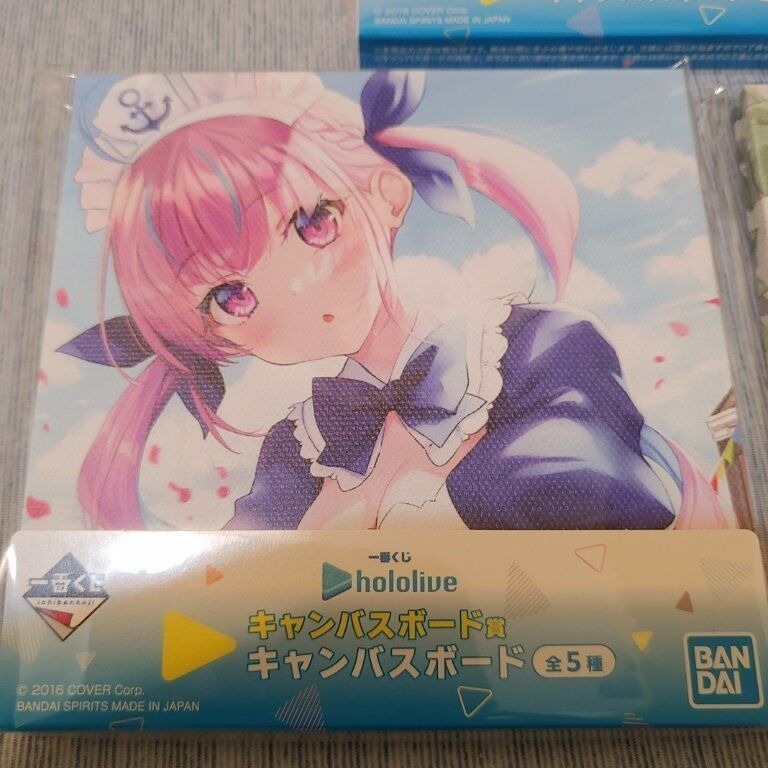 © 2016 COVER Corp.
BANDAI SPIRITS MADE IN JAPAN
一番くじ
ichibankuji
一番くじ
hololive
キャンバスボード賞
キャンバスボード 全5種
© 2016 COVER Corp.
BANDAI SPIRITS MADE IN JAPAN
BAN
DAI